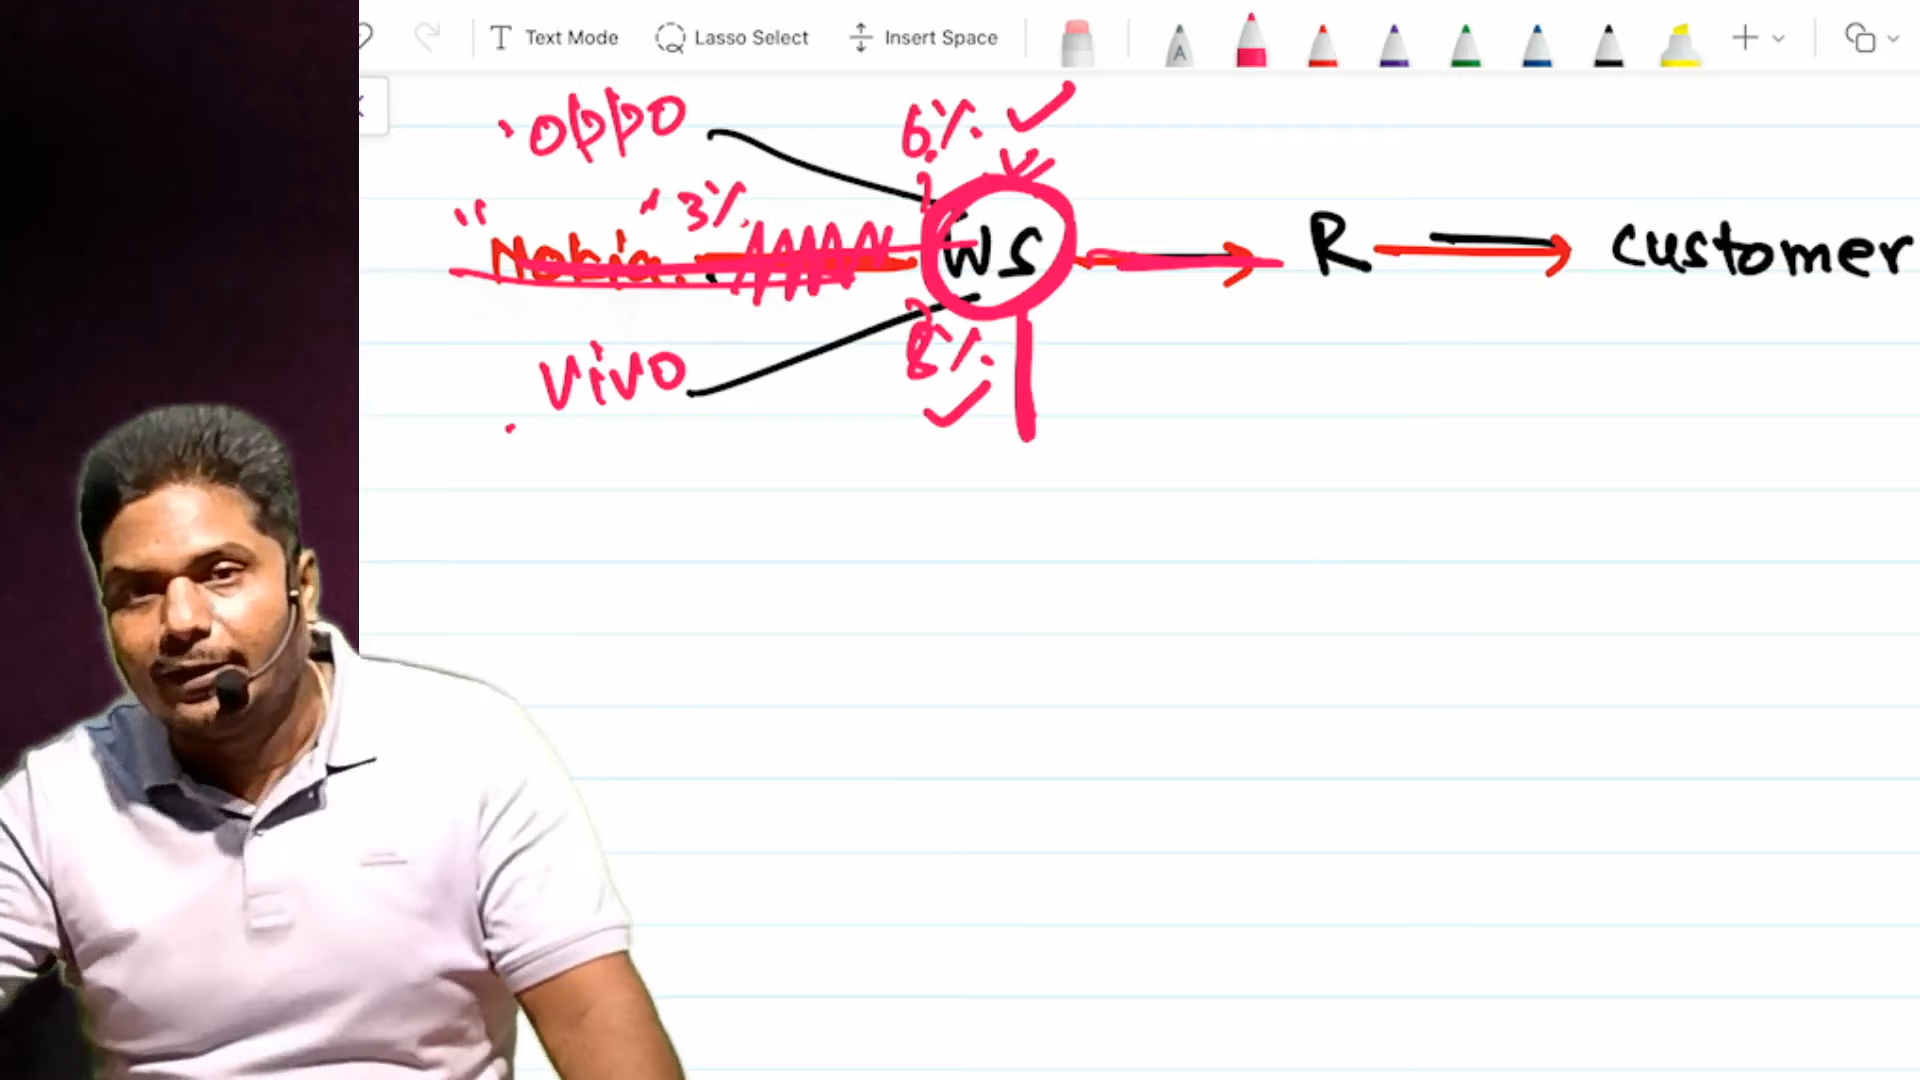 Text Mode Lasso Select Insert Space
A
oppo 6%
"Nokia" 3%
WS R customer
vivo 8%